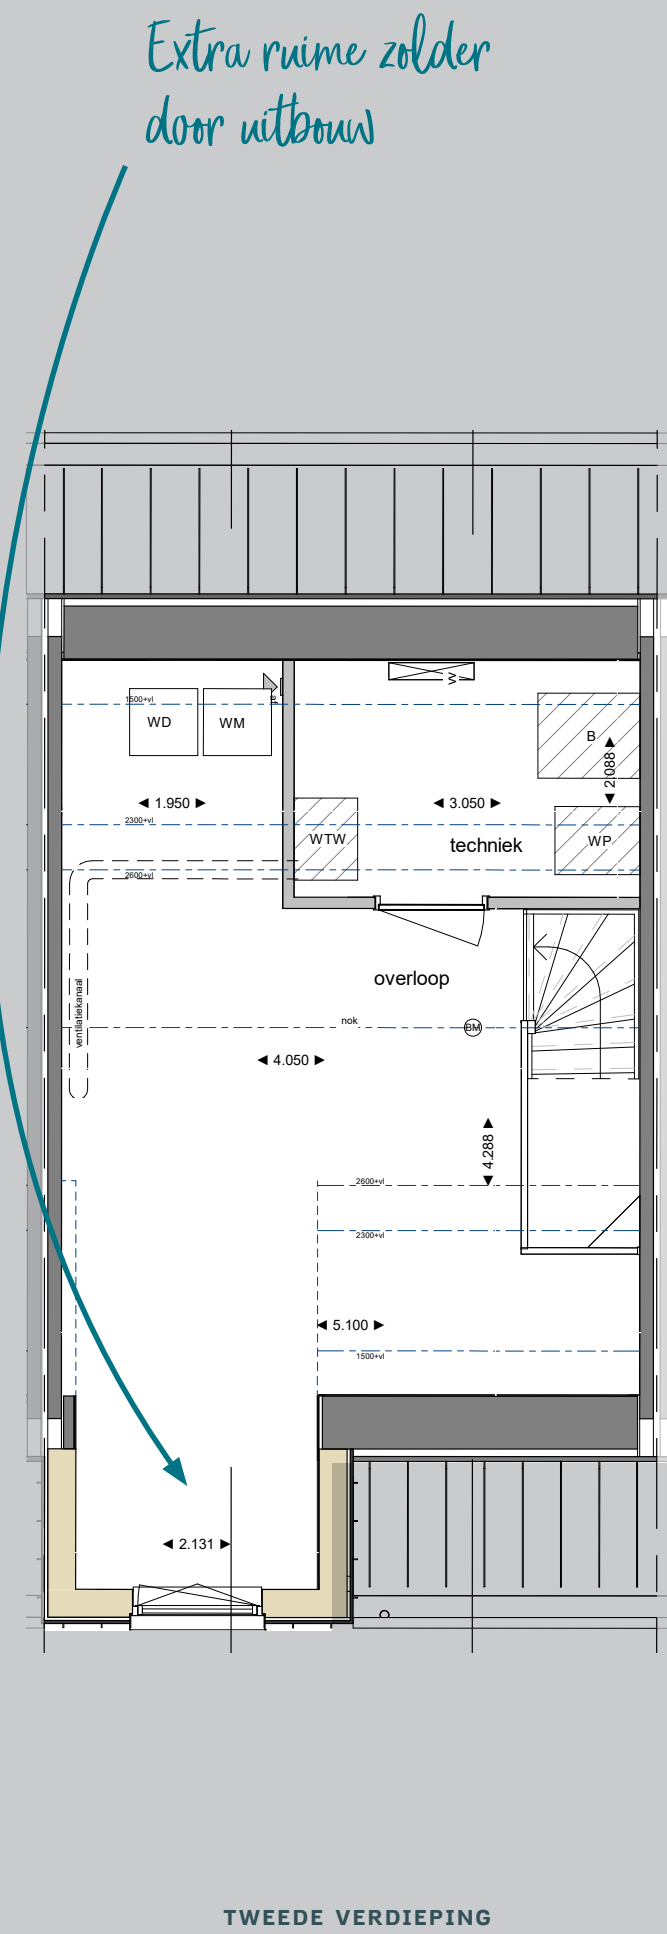 Extra ruime zolder
door uitbouw
1500+vl
WD
WM
W
B
2.088
1.950
3.050
2300+vl
WTW
techniek
WP
2600+vl
overloop
ventilatiekanaal
nok
BM
4.050
4.288
2600+vl
2300+vl
5.100
1500+vl
2.131
TWEEDE VERDIEPING